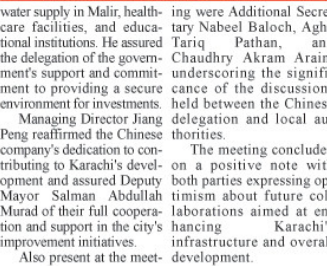 water supply in Malir, health-
care facilities, and educa-
tional institutions. He assured
the delegation of the govern-
ment's support and commit-
ment to providing a secure
environment for investments.
Managing Director Jiang
Peng reaffirmed the Chinese
company's dedication to con-
tributing to Karachi's devel-
opment and assured Deputy
Mayor Salman Abdullah
Murad of their full coopera-
tion and support in the city's
improvement initiatives.
Also present at the meet-
ing were Additional Secre
tary Nabeel Baloch, Agh
Tariq Pathan, an
Chaudhry Akram Arain
underscoring the signifi
cance of the discussion
held between the Chines
delegation and local au
thorities.
The meeting conclude
on a positive note wit
both parties expressing op
timism about future col
laborations aimed at en
hancing Karachi'
infrastructure and overal
development.